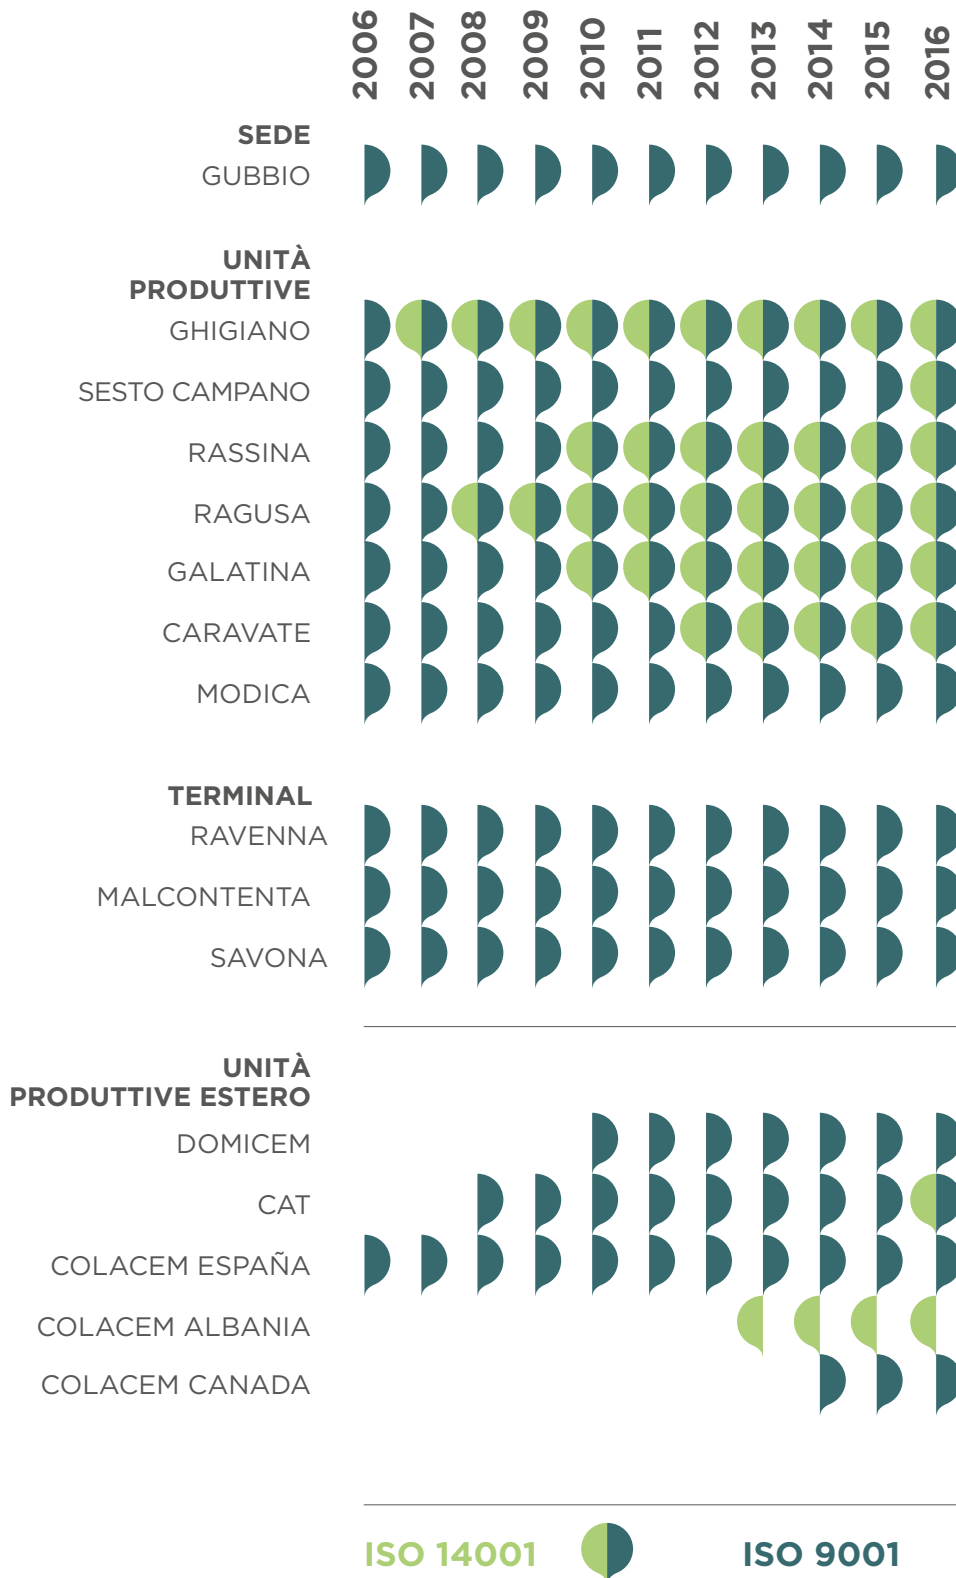 2006 2007 2008 2009 2010 2011 2012 2013 2014 2015 2016
SEDE
GUBBIO
UNITÀ
PRODUTTIVE
GHIGIANO
SESTO CAMPANO
RASSINA
RAGUSA
GALATINA
CARAVATE
MODICA
TERMINAL
RAVENNA
MALCONTENTA
SAVONA
UNITÀ
PRODUTTIVE ESTERO
DOMICEM
CAT
COLACEM ESPAÑA
COLACEM ALBANIA
COLACEM CANADA
ISO 14001 ISO 9001